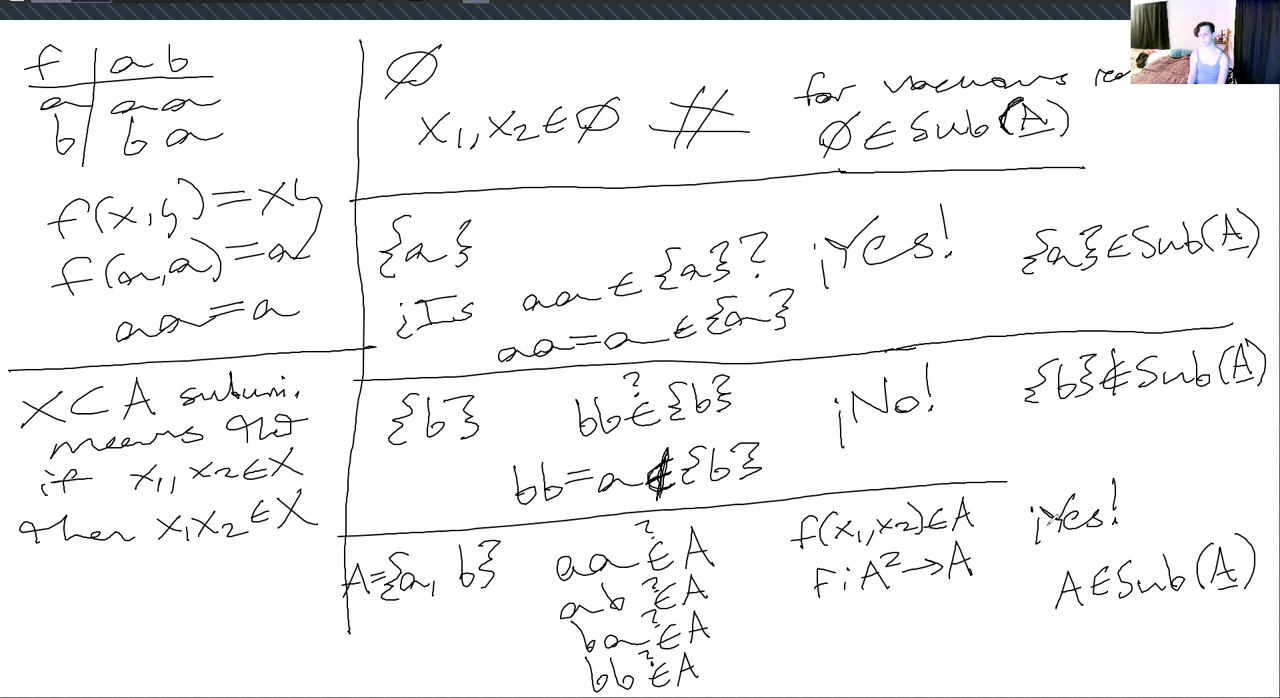 f | a b
a | a a
b | b a
f(x,y)=xy
f(a,a)=a
aa=a
X⊂A subuni.
means that
if x₁,x₂∈X
then x₁x₂∈X
∅
x₁,x₂∈∅ #
for vacuous
∅∈Sub(A)
{a}
¿Is aa∈{a}? ¡Yes! {a}∈Sub(A)
aa=a∈{a}
{b} bb∈{b} ? ¡No! {b}∉Sub(A)
bb=a∉{b}
A={a, b}
aa ?∈A
ab ?∈A
ba ?∈A
bb ?∈A
f(x₁,x₂)∈A
f:A²→A
¡Yes!
A∈Sub(A)